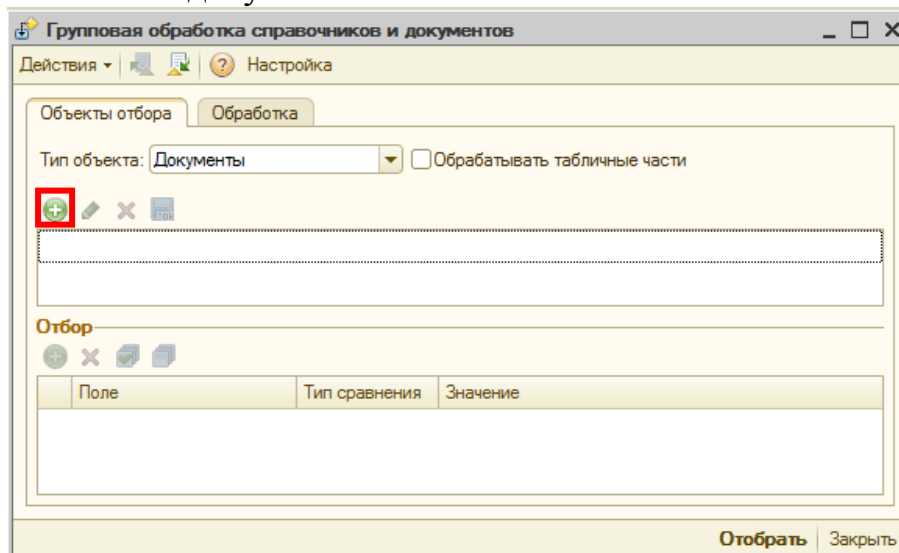 Групповая обработка справочников и документов
Действия Настройка
Объекты отбора Обработка
Тип объекта: Документы Обрабатывать табличные части
Отбор
Поле Тип сравнения Значение
Отобрать Закрыть